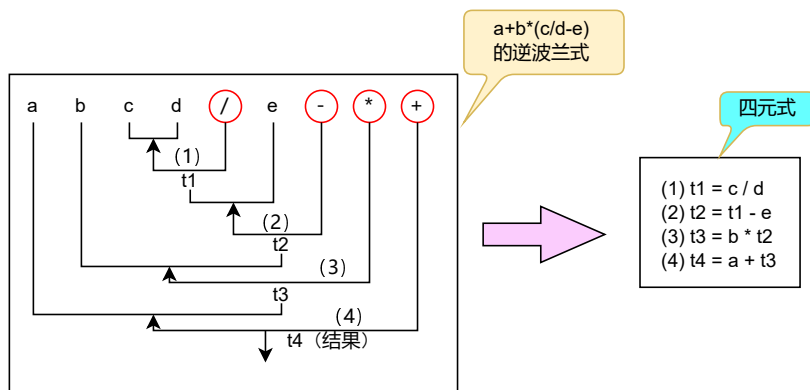 a+b*(c/d-e)
的逆波兰式
a b c d / e - * +
(1)
t1
(2)
t2
(3)
t3
(4)
t4（结果）
四元式
(1) t1 = c / d
(2) t2 = t1 - e
(3) t3 = b * t2
(4) t4 = a + t3